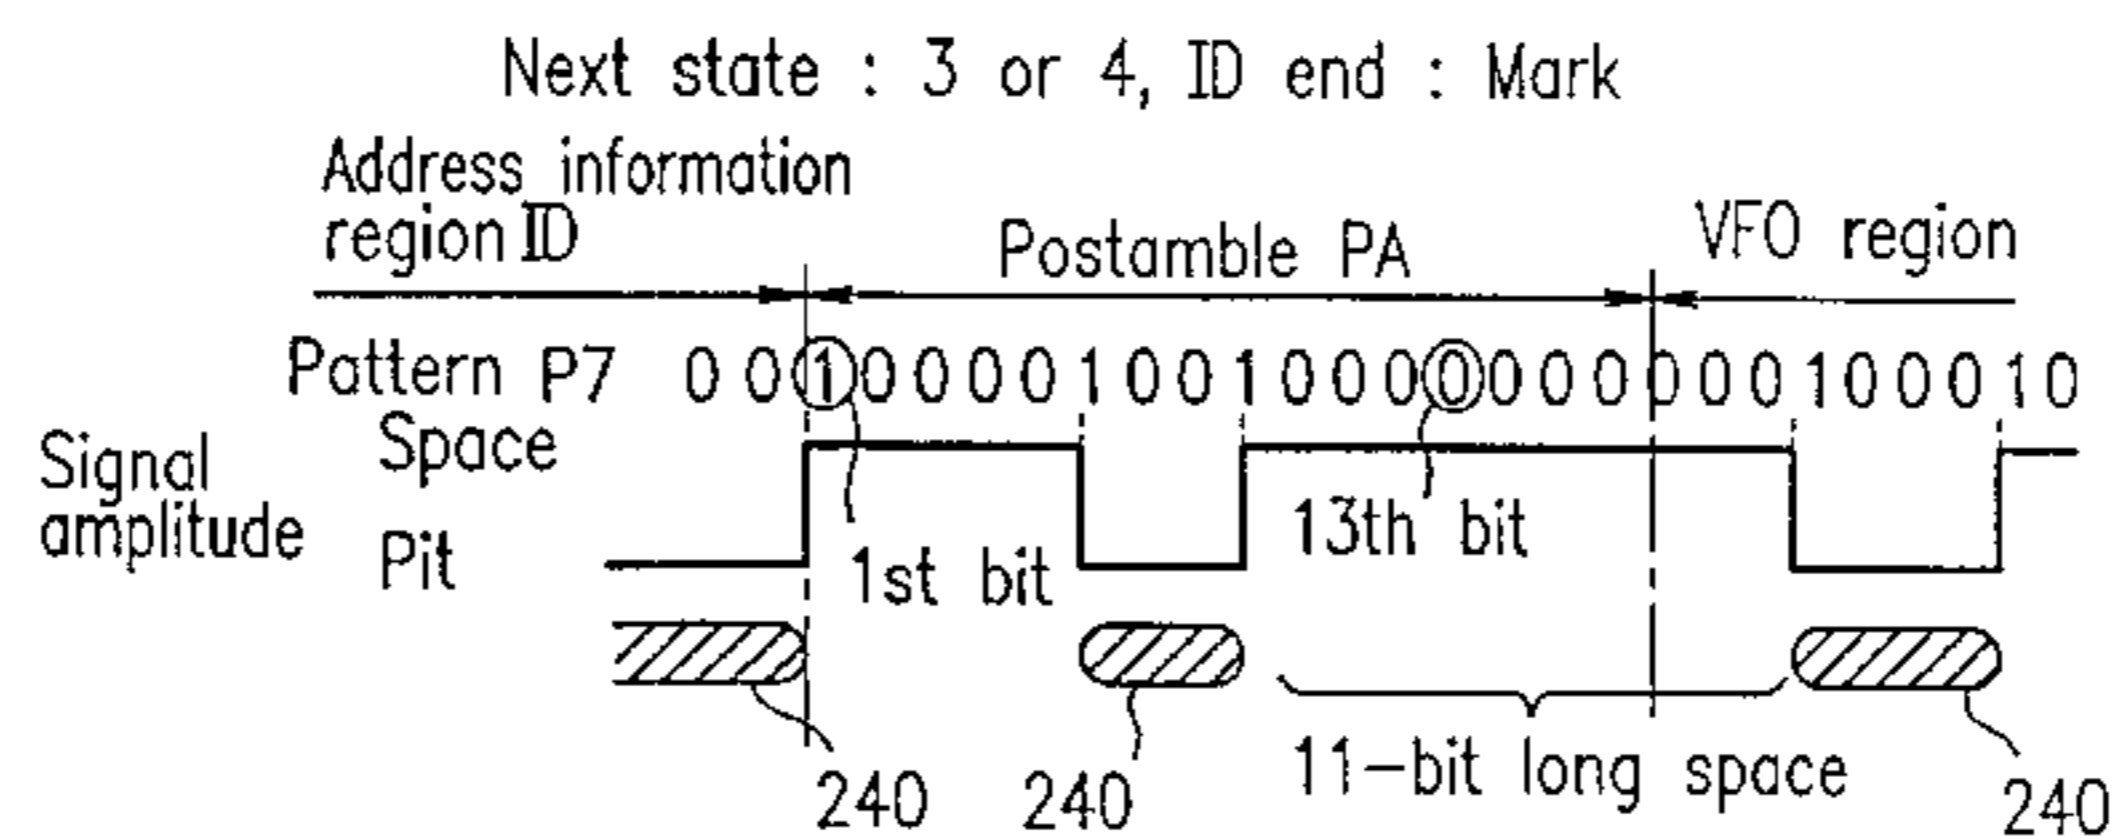 Next state : 3 or 4, ID end : Mark
Address information
region ID
Postamble PA
VFO region
Pattern P7 0 0 1 0 0 0 0 1 0 0 1 0 0 0 0 0 0 0 0 0 0 1 0 0 0 1 0
Signal
amplitude
Space
Pit
1st bit
13th bit
11-bit long space
240
240
240